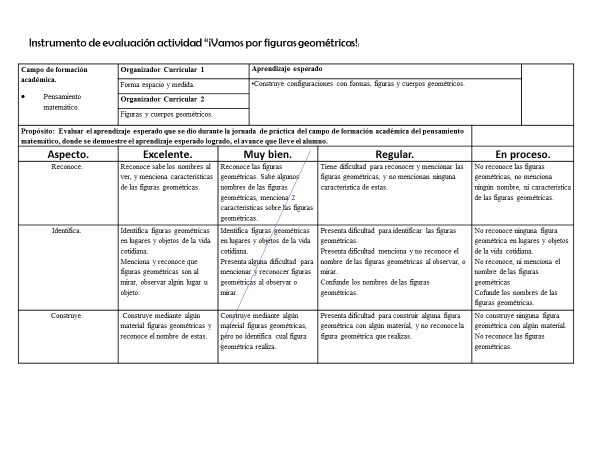 Instrumento de evaluación actividad “¡Vamos por figuras geométricas!.
Campo de formación
académica.
• Pensamiento
matemático.
Organizador Curricular 1
Forma espacio y medida.
Organizador Curricular 2
Figuras y cuerpos geométricos.
Aprendizaje esperado
•Construye configuraciones con formas, figuras y cuerpos geométricos.
Propósito: Evaluar el aprendizaje esperado que se dio durante la jornada de práctica del campo de formación académica del pensamiento
matemático, donde se demuestre el aprendizaje esperado logrado, el avance que lleve el alumno.
Aspecto. Excelente. Muy bien. Regular. En proceso.
Reconoce.
Reconoce sabe los nombres al
ver, y menciona características
de las figuras geométricas.
Reconoce las figuras
geométricas. Sabe algunos
nombres de las figuras
geométricas, menciona 2
características sobre las figuras
geométricas.
Tiene dificultad para reconocer y mencionar las
figuras geométricas, y no mencionan ninguna
característica de estas.
No reconoce las figuras
geométricas, no menciona
ningún nombre, ni característica
de las figuras geométricas.
Identifica.
Identifica figuras geométricas
en lugares y objetos de la vida
cotidiana.
Menciona y reconoce que
figuras geométricas son al
mirar, observar algún lugar u
objeto.
Identifica figuras geométricas
en lugares y objetos de la vida
cotidiana.
Presenta alguna dificultad para
mencionar y reconocer figuras
geométricas al observar o
mirar.
Presenta dificultad para identificar las figuras
geométricas.
Presenta dificultad menciona y no reconoce el
nombre de las figuras geométricas al observar, o
mirar.
Confunde los nombres de las figuras
geométricas.
No reconoce ninguna figura
geométrica en lugares y objetos
de la vida cotidiana.
No reconoce, ni menciona el
nombre de las figuras
geométricas
Cofunde los nombres de las
figuras geométricas.
Construye.
Construye mediante algún
material figuras geométricas y
reconoce el nombre de estas.
Construye mediante algún
material figuras geométricas,
pero no identifica cual figura
geométrica realiza.
Presenta dificultad para construir alguna figura
geométrica con algún material, y no reconoce la
figura geométrica que realizas.
No construye ninguna figura
geométrica con algún material.
No reconoce las figuras
geométricas.